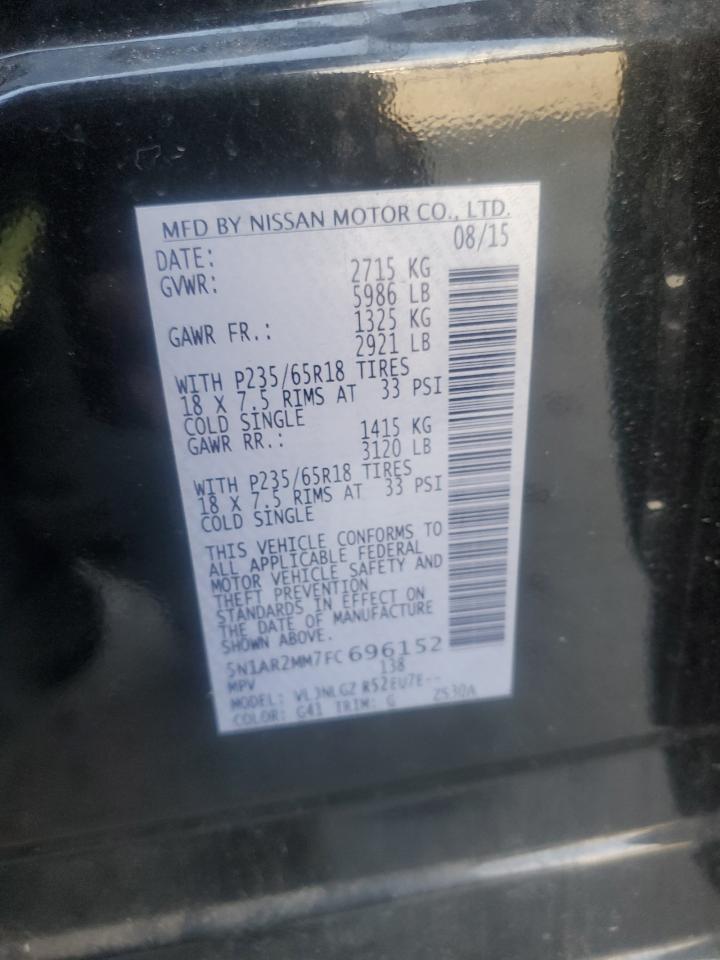 MFD BY NISSAN MOTOR CO., LTD.
DATE: 08/15
GVWR: 2715 KG
5986 LB
GAWR FR.: 1325 KG
2921 LB
WITH P235/65R18 TIRES
18 X 7.5 RIMS AT 33 PSI
COLD SINGLE
GAWR RR.: 1415 KG
3120 LB
WITH P235/65R18 TIRES
18 X 7.5 RIMS AT 33 PSI
COLD SINGLE
THIS VEHICLE CONFORMS TO
ALL APPLICABLE FEDERAL
MOTOR VEHICLE SAFETY AND
THEFT PREVENTION
STANDARDS IN EFFECT ON
THE DATE OF MANUFACTURE
SHOWN ABOVE.
5N1AR2MM7FC696152
MPV 138
MODEL: R52EU7E--
COLOR: G41 TRIM: G